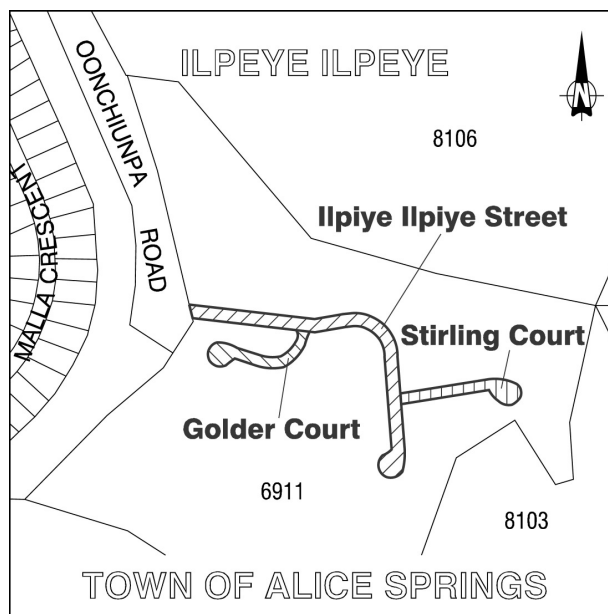 ILPEYE ILPEYE
OONCHIUNPA
ROAD
N
8106
MALLA CRESCENT
Ilpiye Ilpiye Street
Stirling Court
Golder Court
6911
8103
TOWN OF ALICE SPRINGS